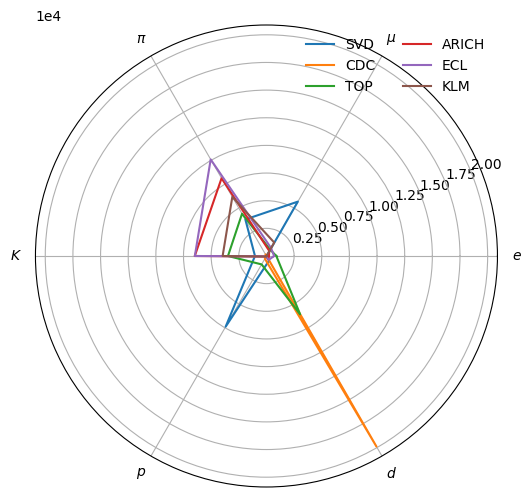 1e4
π
μ
SVD
CDC
TOP
ARICH
ECL
KLM
2.00
1.75
1.50
1.25
1.00
0.75
0.50
0.25
K
e
p
d